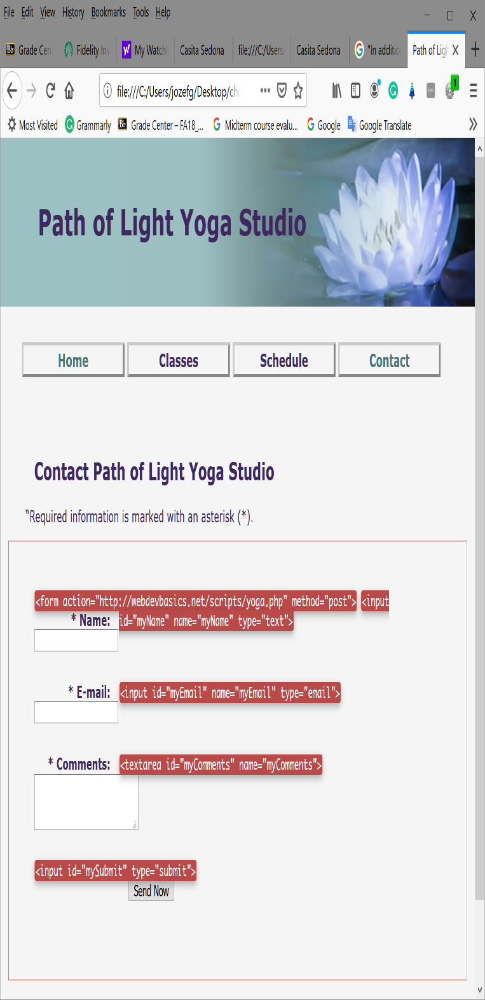 File Edit View History Bookmarks Tools Help
Bb Grade Cen Fidelity Inv y! My Watchl Casita Sedona file:///C:/Users/ Casita Sedona G "In additio Path of Ligh
file:///C:/Users/jozefg/Desktop/ch 1
Most Visited Grammarly Bb Grade Center – FA18_... Midterm course evalu... Google Google Translate
Path of Light Yoga Studio
Home Classes Schedule Contact
Contact Path of Light Yoga Studio
“Required information is marked with an asterisk (*).
<form action="http://webdevbasics.net/scripts/yoga.php" method="post"> <input
* Name: id="myName" name="myName" type="text">
* E-mail: <input id="myEmail" name="myEmail" type="email">
* Comments: <textarea id="myComments" name="myComments">
<input id="mySubmit" type="submit">
Send Now